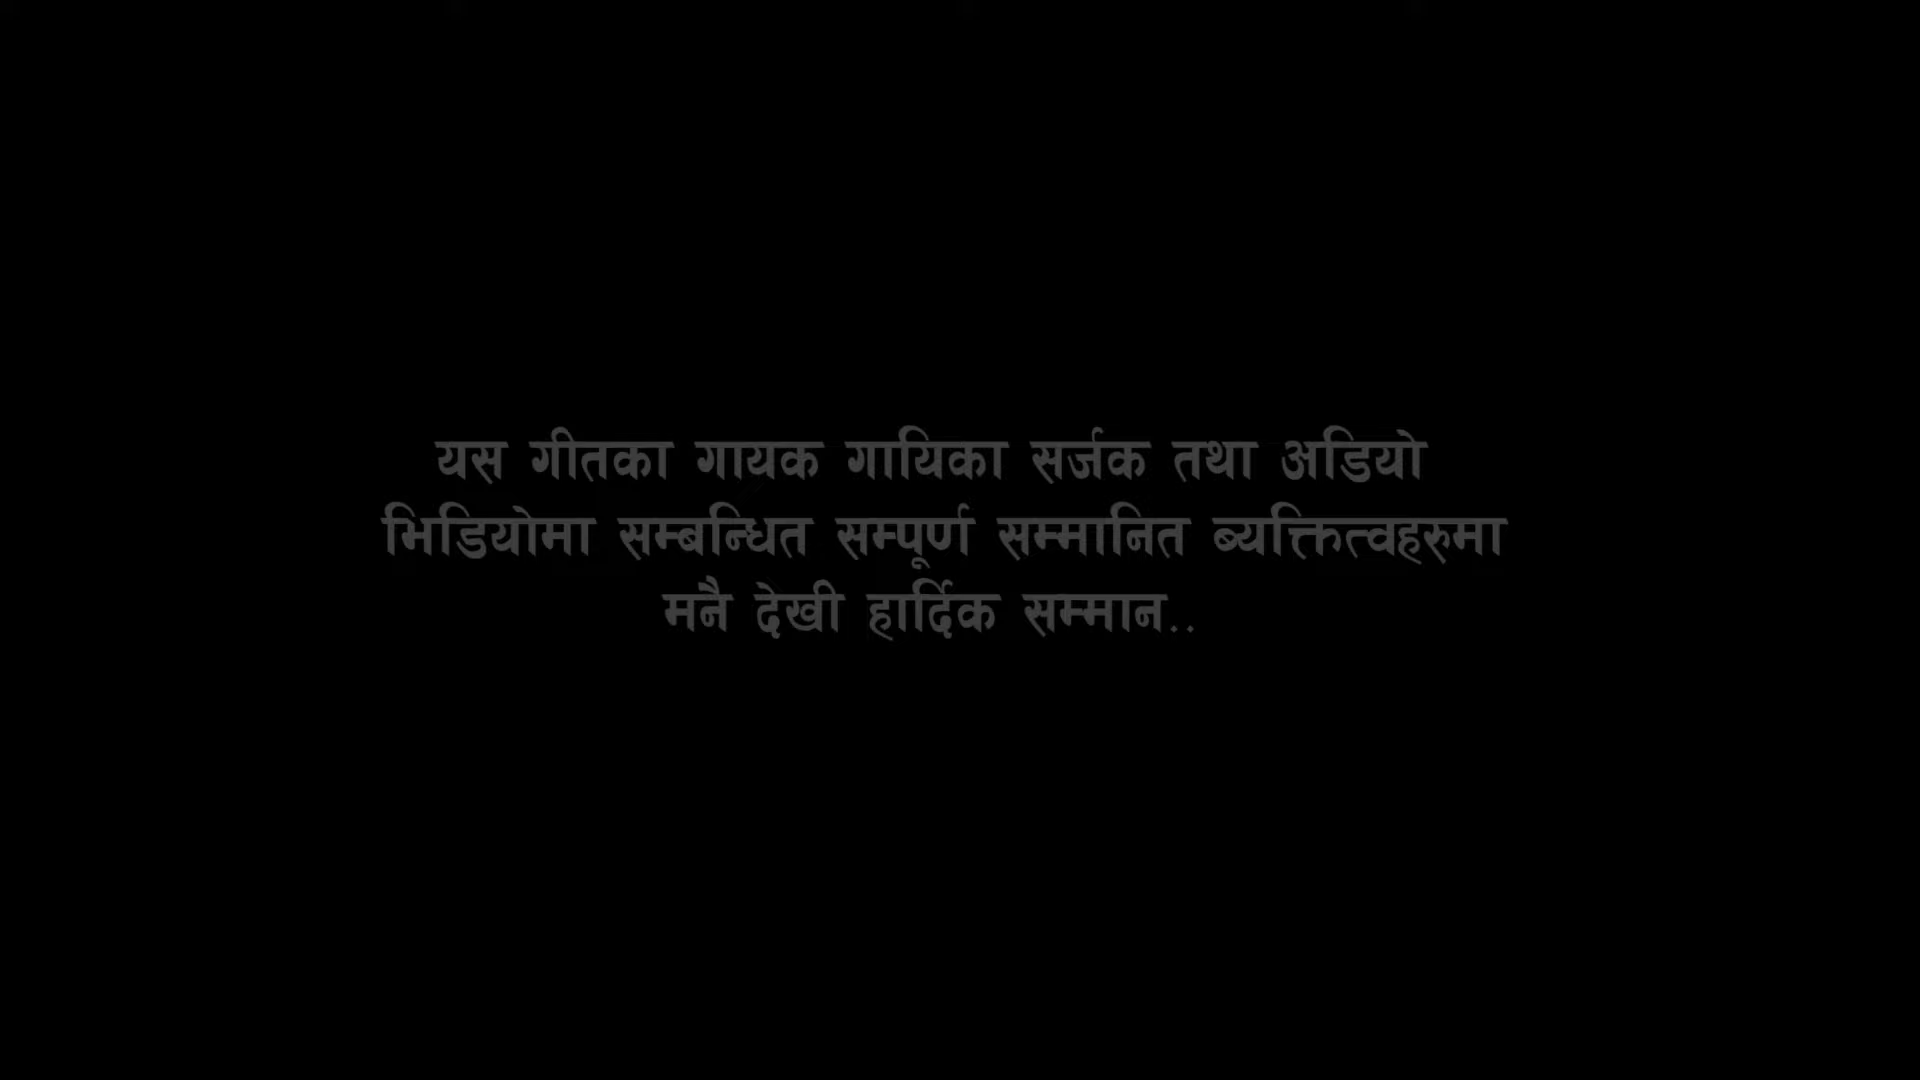 यस गीतका गायक गायिका सर्जक तथा अडियो
भिडियोमा सम्बन्धित सम्पूर्ण सम्मानित ब्यक्तित्वहरुमा
मनै देखी हार्दिक सम्मान..